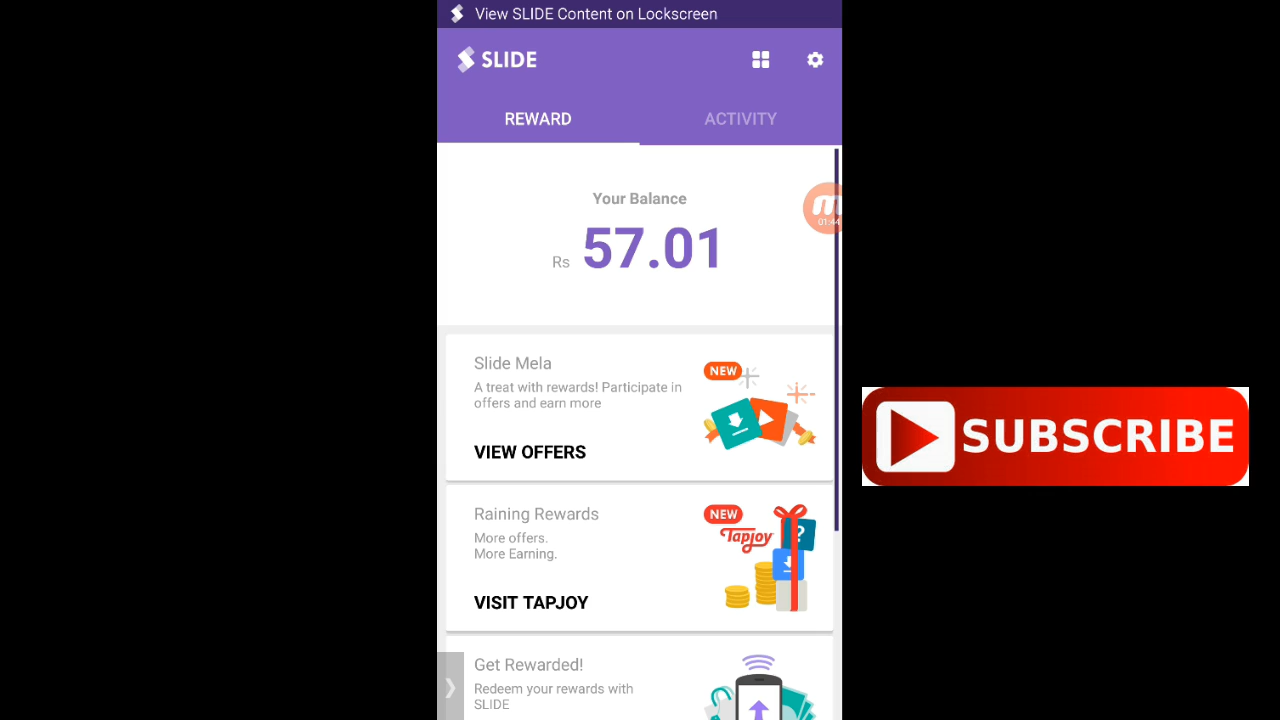 View SLIDE Content on Lockscreen
SLIDE
REWARD
ACTIVITY
Your Balance
Rs 57.01
01:44
Slide Mela
A treat with rewards! Participate in
offers and earn more
VIEW OFFERS
NEW
SUBSCRIBE
Raining Rewards
More offers.
More Earning.
VISIT TAPJOY
NEW
Tapjoy
?
Get Rewarded!
Redeem your rewards with
SLIDE